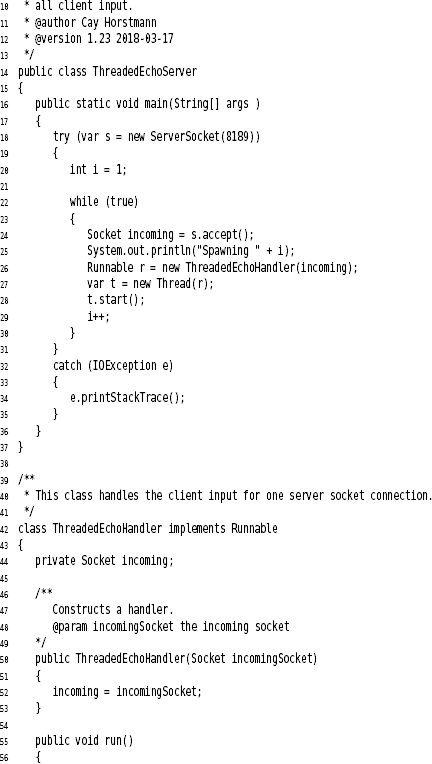 10  * all client input.
11  * @author Cay Horstmann
12  * @version 1.23 2018-03-17
13  */
14 public class ThreadedEchoServer
15 {
16    public static void main(String[] args )
17    {
18       try (var s = new ServerSocket(8189))
19       {
20          int i = 1;
21
22          while (true)
23          {
24             Socket incoming = s.accept();
25             System.out.println("Spawning " + i);
26             Runnable r = new ThreadedEchoHandler(incoming);
27             var t = new Thread(r);
28             t.start();
29             i++;
30          }
31       }
32       catch (IOException e)
33       {
34          e.printStackTrace();
35       }
36    }
37 }
38
39 /**
40  * This class handles the client input for one server socket connection.
41  */
42 class ThreadedEchoHandler implements Runnable
43 {
44    private Socket incoming;
45
46    /**
47       Constructs a handler.
48       @param incomingSocket the incoming socket
49    */
50    public ThreadedEchoHandler(Socket incomingSocket)
51    {
52       incoming = incomingSocket;
53    }
54
55    public void run()
56    {